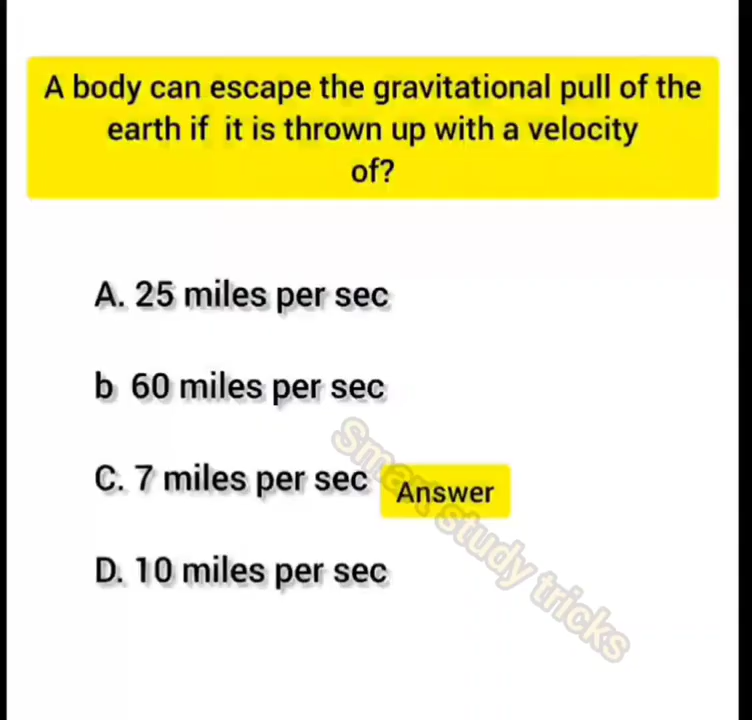 A body can escape the gravitational pull of the
earth if it is thrown up with a velocity
of?
A. 25 miles per sec
b 60 miles per sec
C. 7 miles per sec Answer
D. 10 miles per sec
Smart study tricks